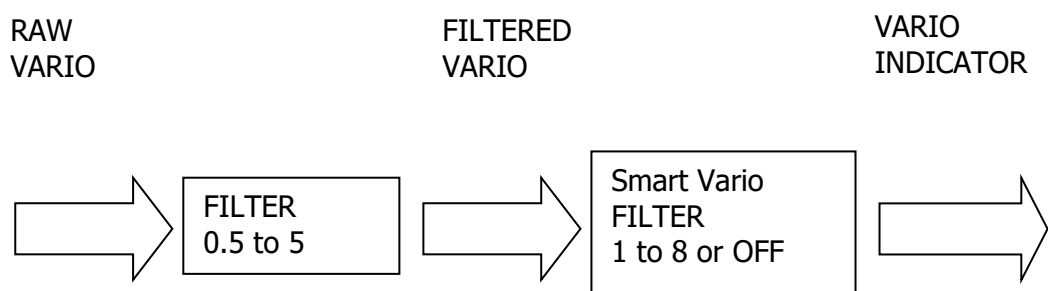 RAW
VARIO
FILTERED
VARIO
VARIO
INDICATOR
FILTER
0.5 to 5
Smart Vario
FILTER
1 to 8 or OFF